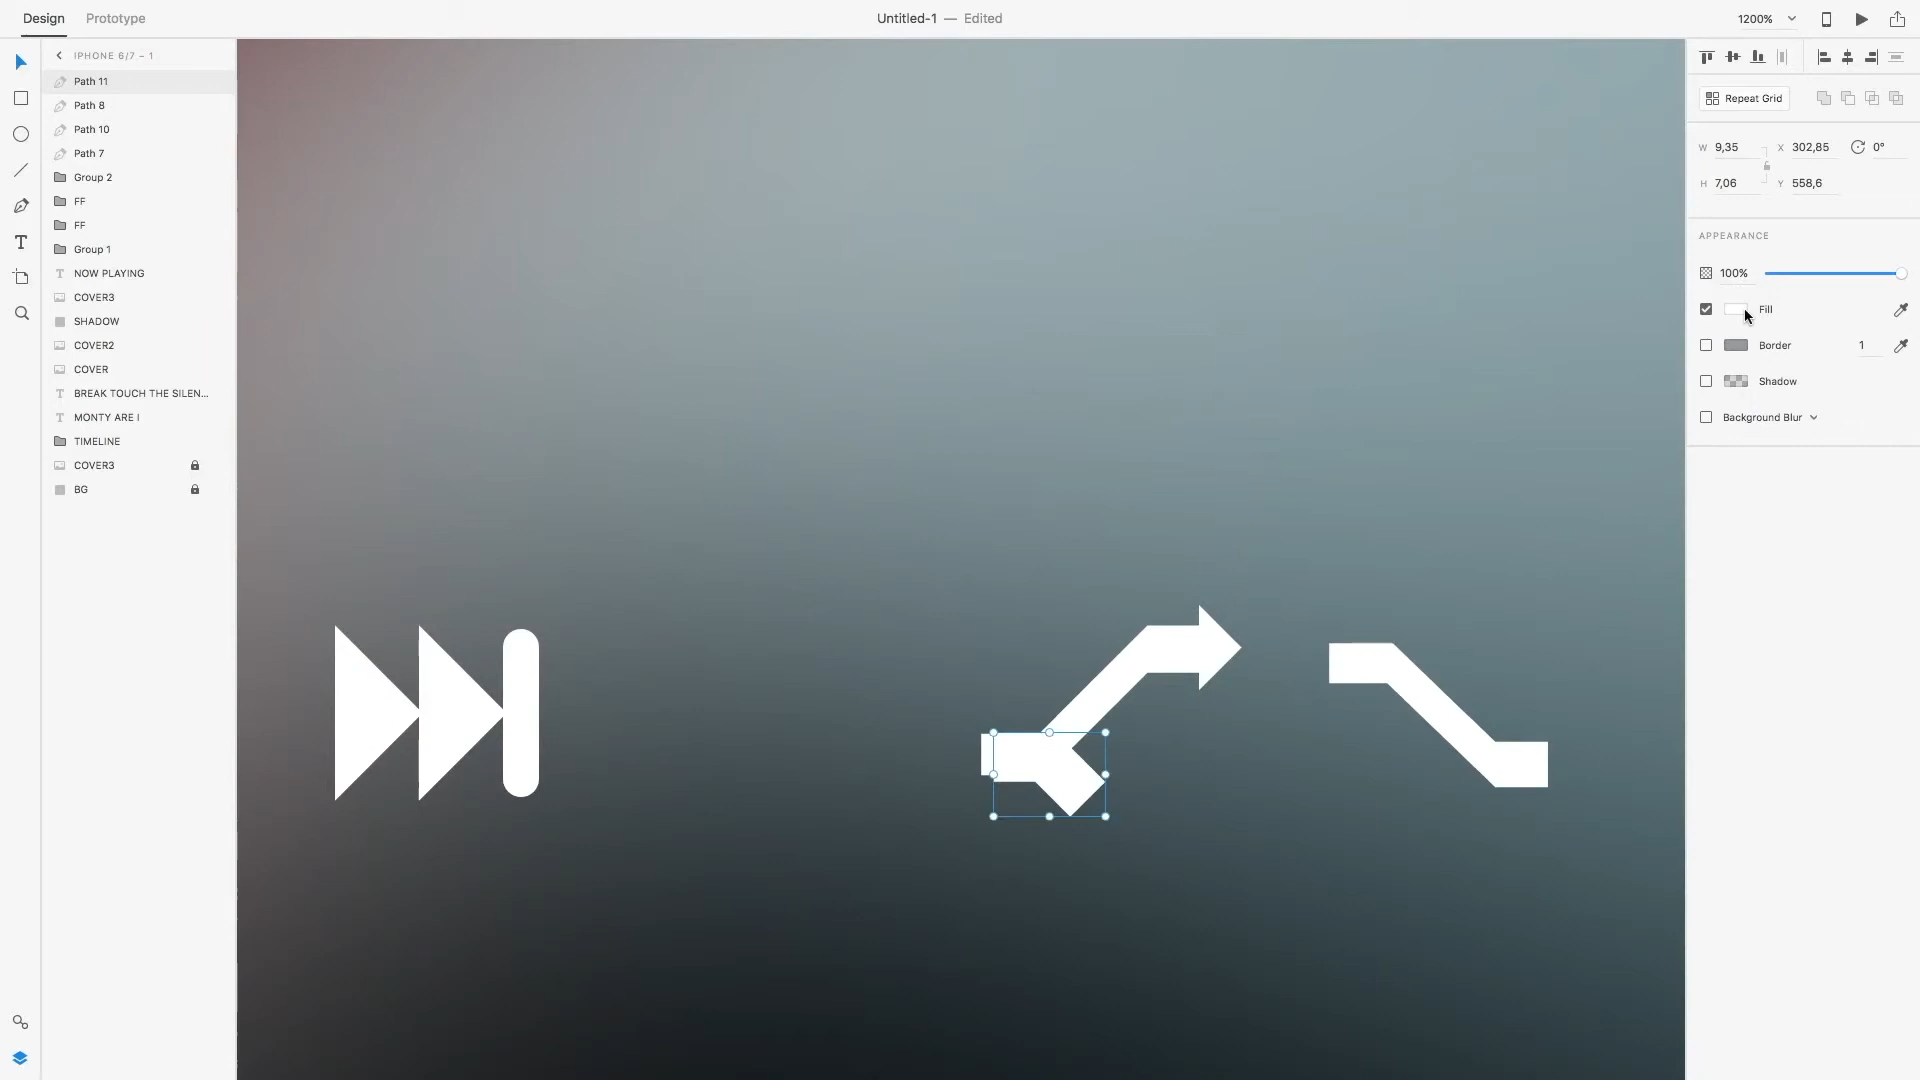 Design Prototype Untitled-1 — Edited 1200%
IPHONE 6/7 – 1
Path 11
Path 8
Path 10
Path 7
Group 2
FF
FF
Group 1
NOW PLAYING
COVER3
SHADOW
COVER2
COVER
BREAK TOUCH THE SILEN...
MONTY ARE I
TIMELINE
COVER3
BG
Repeat Grid
W 9,35 X 302,85 0°
H 7,06 Y 558,6
APPEARANCE
100%
Fill
Border 1
Shadow
Background Blur